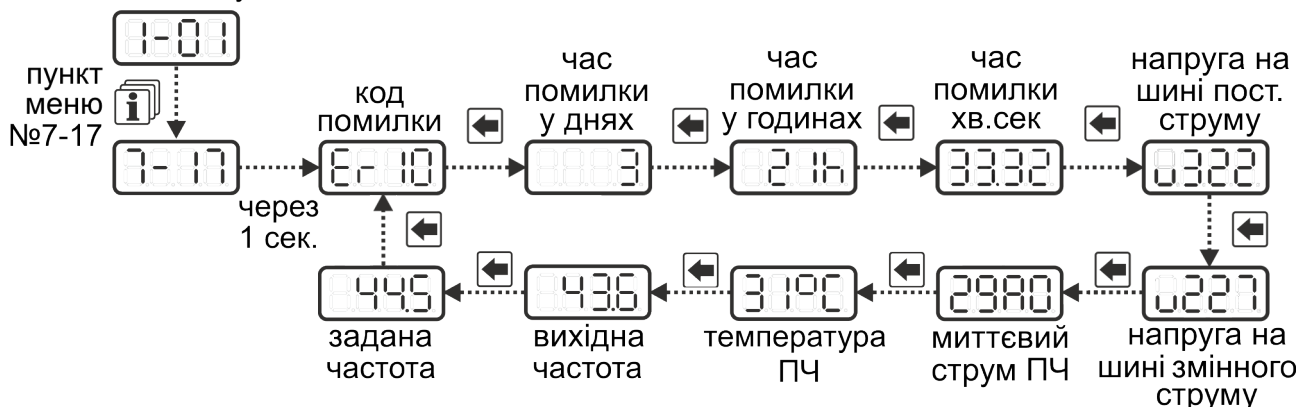 1-01
пункт
меню
№7-17
7-17
через
1 сек.
код
помилки
Er10
час
помилки
у днях
3
час
помилки
у годинах
21h
час
помилки
хв.сек
33.32
напруга на
шині пост.
струму
u322
u221
напруга на
шині змінного
струму
29A0
миттєвий
струм ПЧ
31°C
температура
ПЧ
43.6
вихідна
частота
44.5
задана
частота